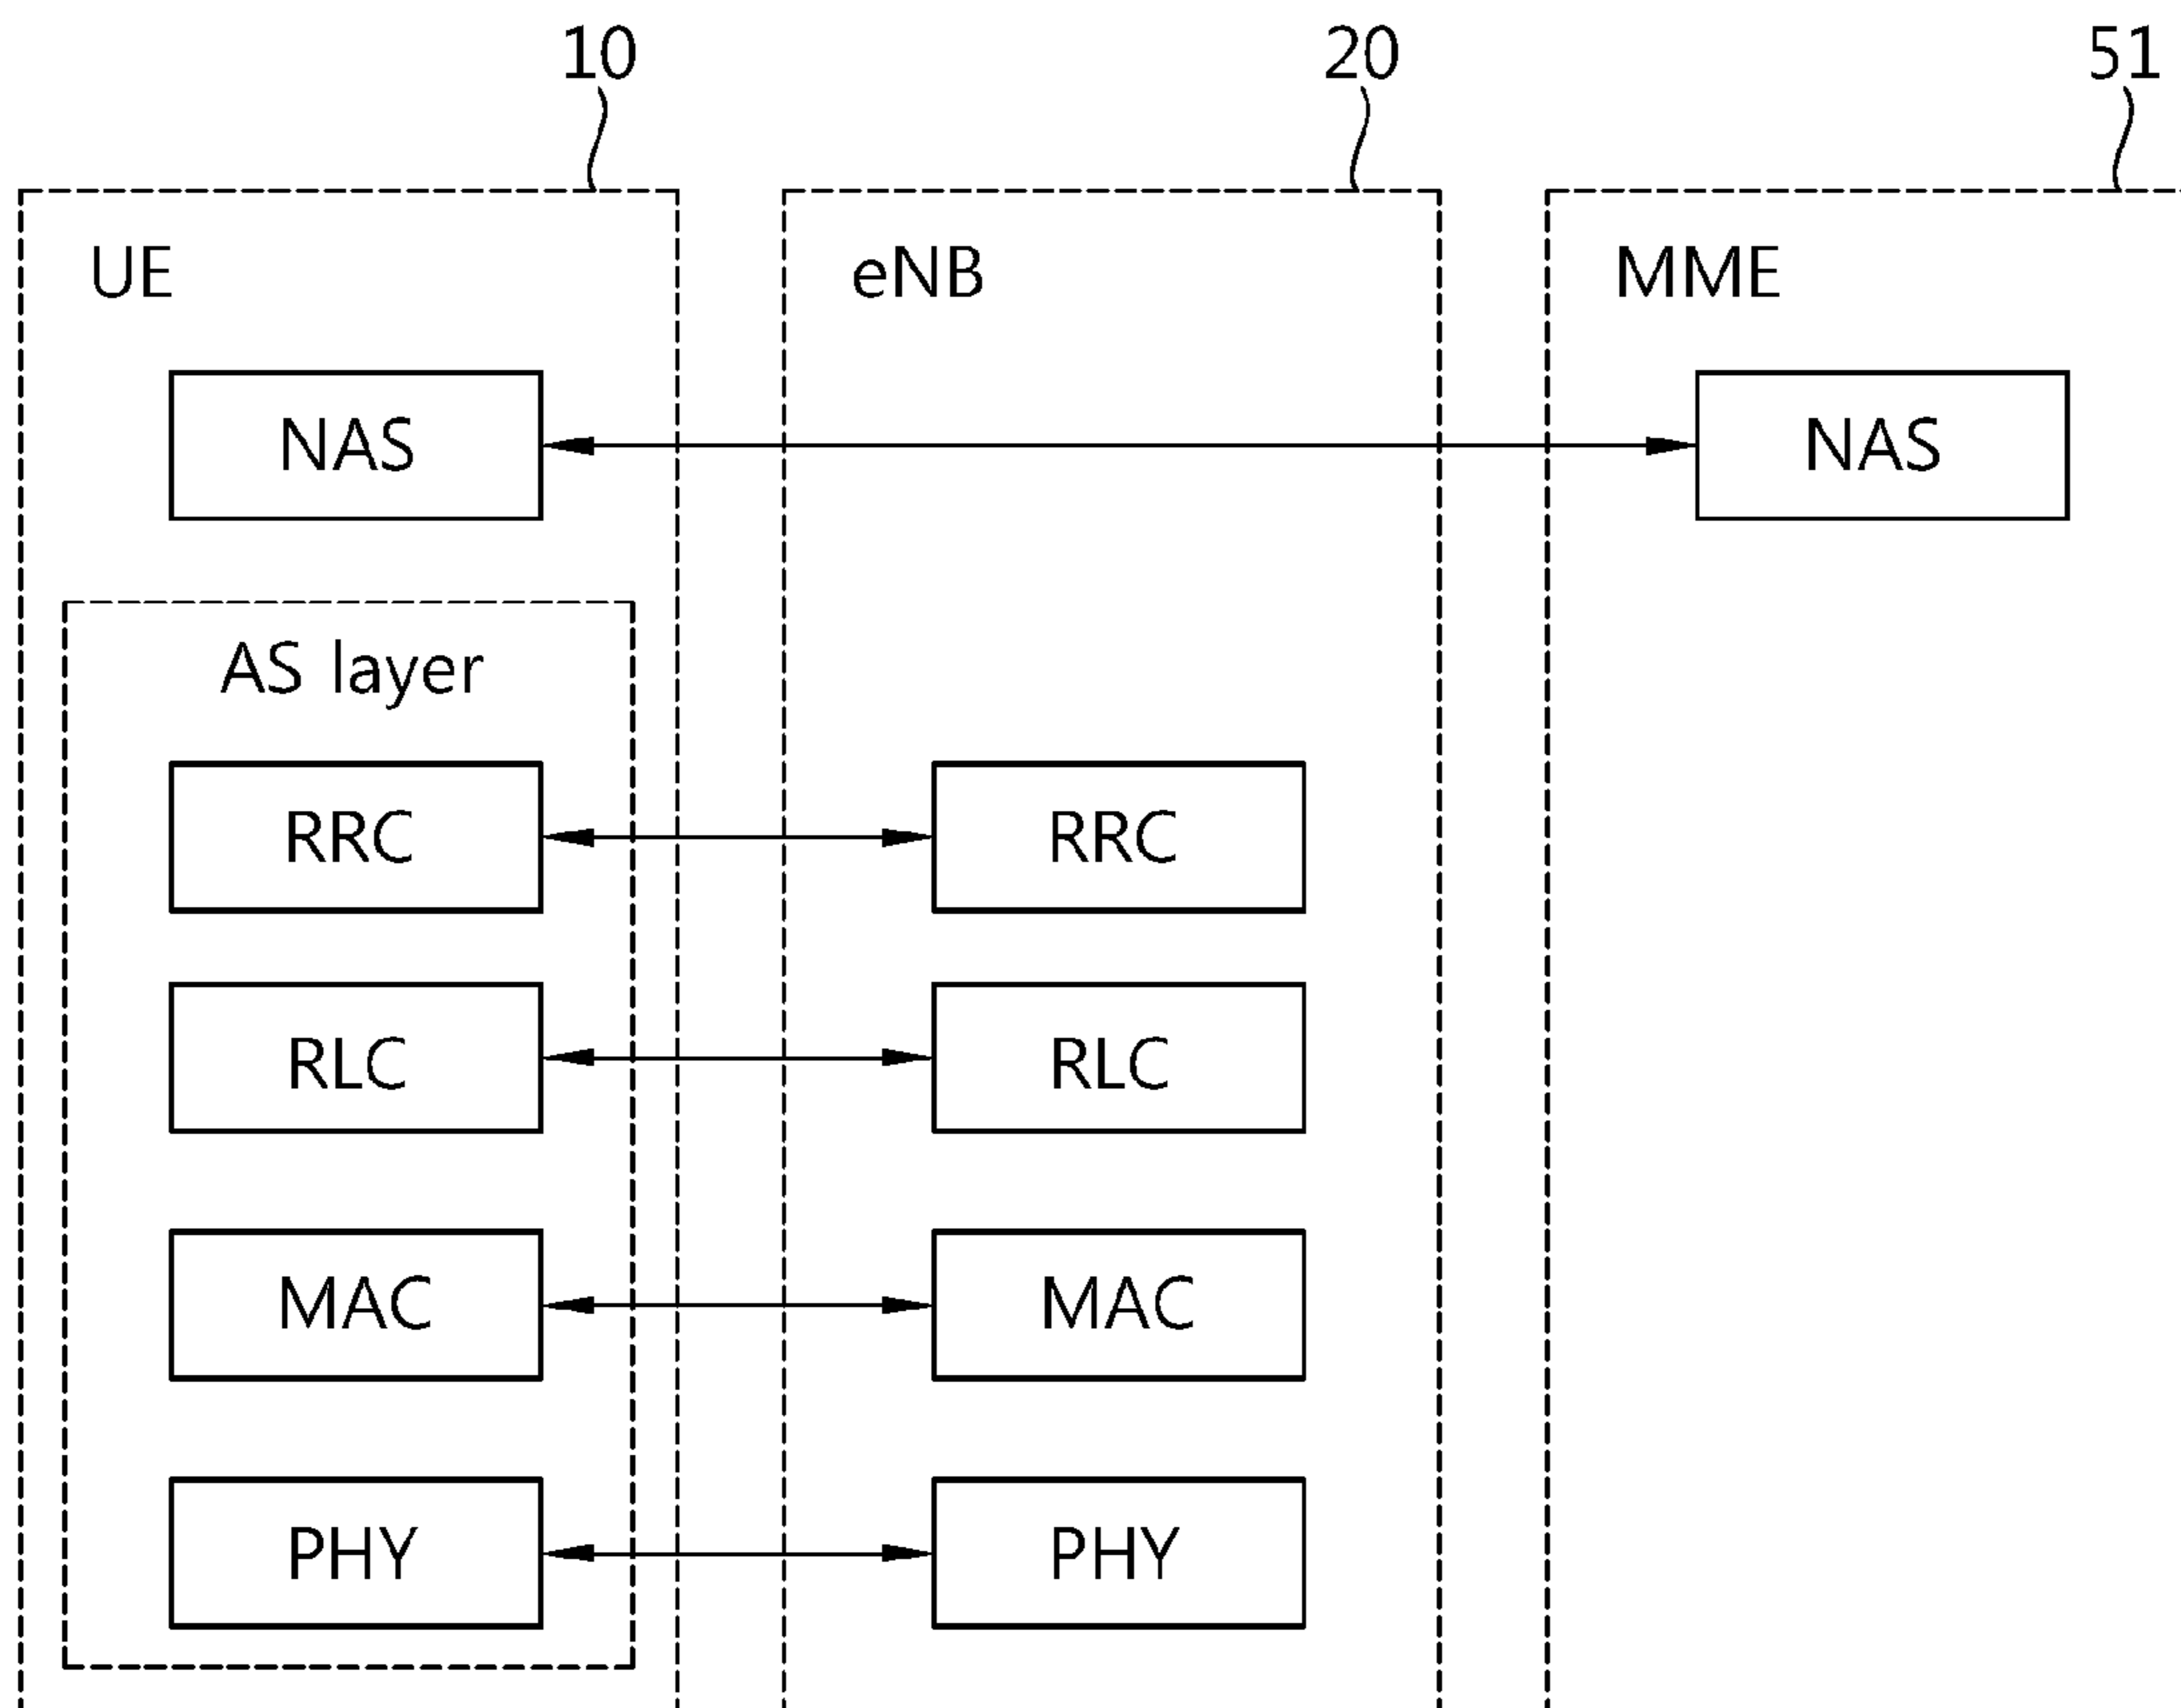 10 20 51
UE eNB MME
NAS NAS
AS layer
RRC RRC
RLC RLC
MAC MAC
PHY PHY